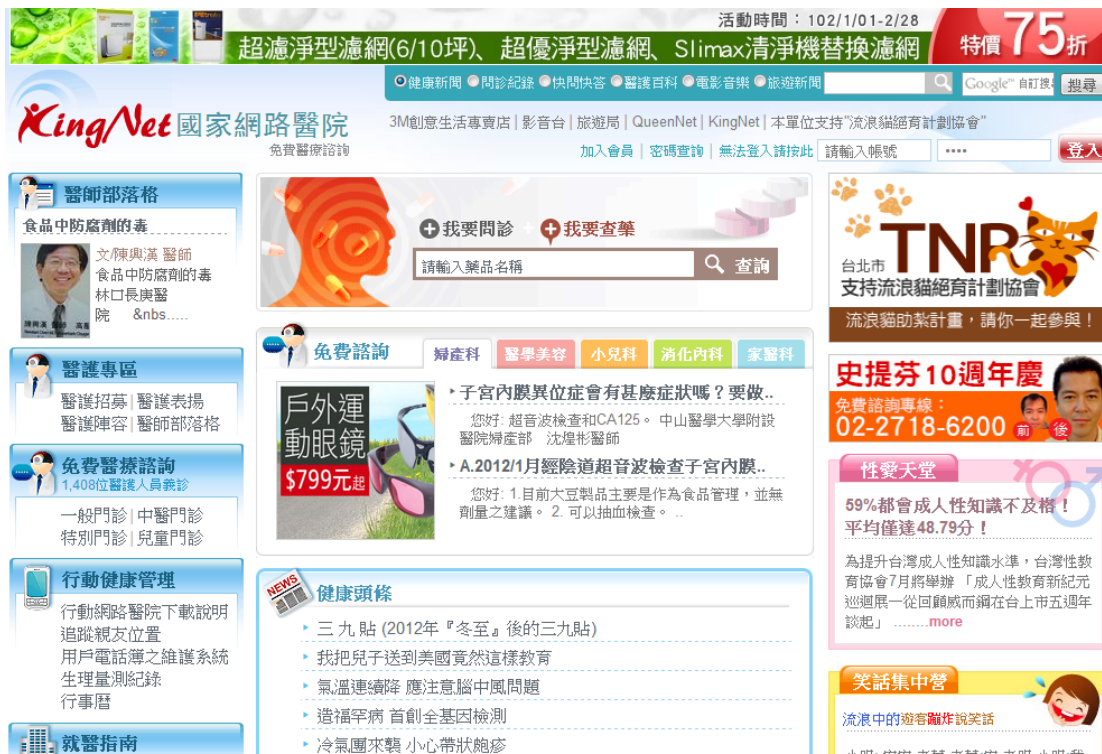 活動時間：102/1/01-2/28
超濾淨型濾網(6/10坪)、超優淨型濾網、Slimax清淨機替換濾網
特價75折
健康新聞 問診紀錄 快問快答 醫護百科 電影音樂 旅遊新聞
Google™ 自訂搜
搜尋
KingNet國家網路醫院
免費醫療諮詢
3M創意生活專賣店 | 影音台 | 旅遊局 | QueenNet | KingNet | 本單位支持"流浪貓絕育計劃協會"
加入會員 | 密碼查詢 | 無法登入請按此 請輸入帳號 ••••
登入
醫師部落格
食品中防腐劑的毒
文/陳興漢 醫師
食品中防腐劑的毒
林口長庚醫
院 &nbs.....
醫護專區
醫護招募 | 醫護表揚
醫護陣容 | 醫師部落格
免費醫療諮詢
1,408位醫護人員義診
一般門診 | 中醫門診
特別門診 | 兒童門診
行動健康管理
行動網路醫院下載說明
追蹤親友位置
用戶電話簿之維護系統
生理量測紀錄
行事曆
就醫指南
我要問診 我要查藥
請輸入藥品名稱
查詢
免費諮詢
婦產科 醫學美容 小兒科 消化內科 家醫科
戶外運
動眼鏡
$799元起
子宮內膜異位症會有甚麼症狀嗎？要做..
您好: 超音波檢查和CA125。 中山醫學大學附設
醫院婦產部 沈煌彬醫師
A.2012/1月經陰道超音波檢查子宮內膜..
您好: 1.目前大豆製品主要是作為食品管理，並無
劑量之建議。 2. 可以抽血檢查。 ..
NEWS
健康頭條
三 九 貼 (2012年『冬至』後的三九貼)
我把兒子送到美國竟然這樣教育
氣溫連續降 應注意腦中風問題
造福罕病 首創全基因檢測
冷氣團來襲 小心帶狀皰疹
TNR
台北市
支持流浪貓絕育計劃協會
流浪貓助紮計畫，請你一起參與！
史提芬10週年慶
免費諮詢專線：
02-2718-6200
前 後
性愛天堂
59%都會成人性知識不及格！
平均僅達48.79分！
為提升台灣成人性知識水準，台灣性教
育協會7月將舉辦 「成人性教育新紀元
巡迴展─從回顧威而鋼在台上市五週年
談起」 ........more
笑話集中營
流浪中的遊客蹦炸說笑話